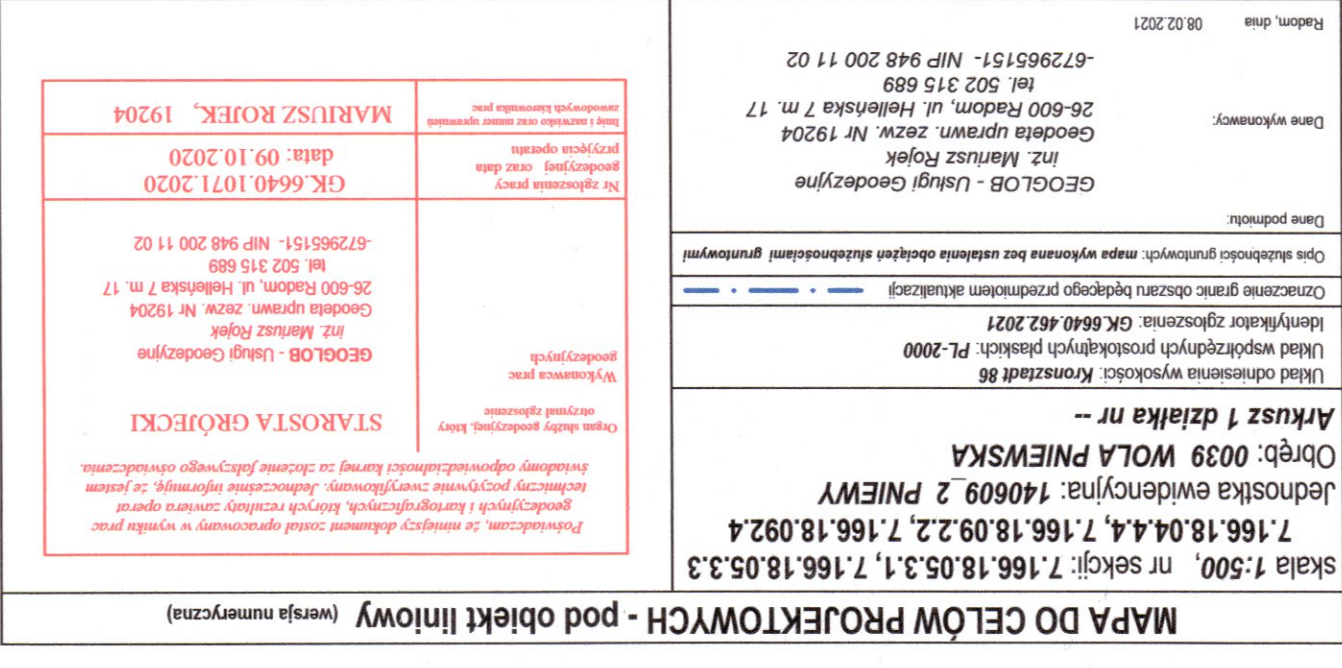 MAPA DO CELÓW PROJEKTOWYCH - pod obiekt liniowy (wersja numeryczna)
skala 1:500, nr sekcji: 7.166.18.05.3.1, 7.166.18.05.3.3
7.166.18.04.4.4, 7.166.18.09.2.2, 7.166.18.092.4
Jednostka ewidencyjna: 140609_2 PNIEWY
Obręb: 0039 WOLA PNIEWSKA
Arkusz 1 działka nr --
Układ odniesienia wysokości: Kronsztadt 86
Układ współrzędnych prostokątnych płaskich: PL-2000
Identyfikator zgłoszenia: GK.6640.462.2021
Oznaczenie granic obszaru będącego przedmiotem aktualizacji
Opis służebności gruntowych: mapa wykonana bez ustalenia obciążeń służebnościami gruntowymi
Dane podmiotu:
GEOGLOB - Usługi Geodezyjne
inż. Mariusz Rojek
Dane wykonawcy:
Geodeta uprawn. zezw. Nr 19204
26-600 Radom, ul. Helleńska 7 m. 17
tel. 502 315 689
-672965151- NIP 948 200 11 02
Radom, dnia 08.02.2021
Poświadczam, że niniejszy dokument został opracowany w wyniku prac
geodezyjnych i kartograficznych, których rezultaty zawiera operat
techniczny pozytywnie zweryfikowany. Jednocześnie informuję, że jestem
świadomy odpowiedzialności karnej za złożenie fałszywego oświadczenia.
Organ służby geodezyjnej, który
otrzymał zgłoszenie
STAROSTA GRÓJECKI
Wykonawca prac
geodezyjnych
GEOGLOB - Usługi Geodezyjne
inż. Mariusz Rojek
Geodeta uprawn. zezw. Nr 19204
26-600 Radom, ul. Helleńska 7 m. 17
tel. 502 315 689
-672965151- NIP 948 200 11 02
Nr zgłoszenia pracy
geodezyjnej oraz data
przyjęcia operatu
GK.6640.1071.2020
data: 09.10.2020
Imię i nazwisko oraz numer uprawnień
zawodowych kierownika prac
MARIUSZ ROJEK, 19204